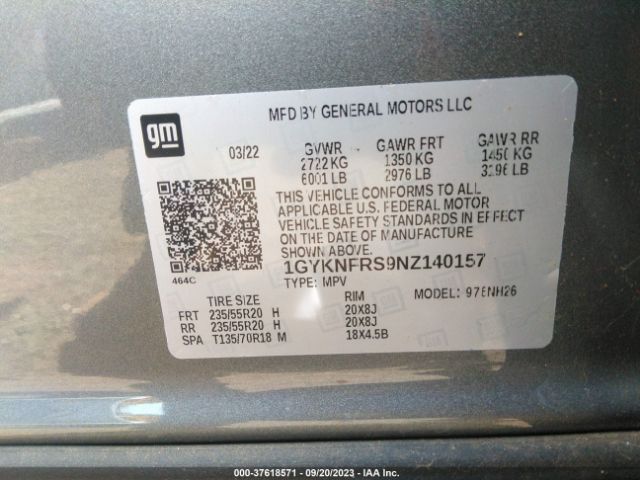 gm
MFD BY GENERAL MOTORS LLC
03/22 GVWR GAWR FRT GAWR RR
2722 KG 1350 KG 1450 KG
6001 LB 2976 LB 3196 LB
THIS VEHICLE CONFORMS TO ALL
APPLICABLE U.S. FEDERAL MOTOR
VEHICLE SAFETY STANDARDS IN EFFECT
ON THE DATE OF MANUFACTURE
SHOWN ABOVE.
464C
1GYKNFRS9NZ140157
TYPE: MPV MODEL: 976NH26
TIRE SIZE RIM
FRT 235/55R20 H 20X8J
RR 235/55R20 H 20X8J
SPA T135/70R18 M 18X4.5B
000-37618571 - 09/20/2023 - IAA Inc.